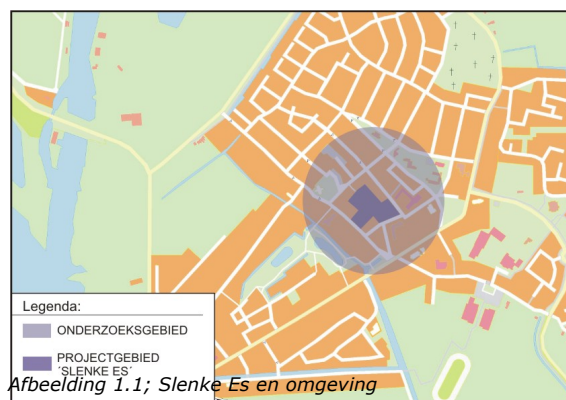 Legenda:
ONDERZOEKSGEBIED
PROJECTGEBIED
´SLENKE ES´
Afbeelding 1.1; Slenke Es en omgeving